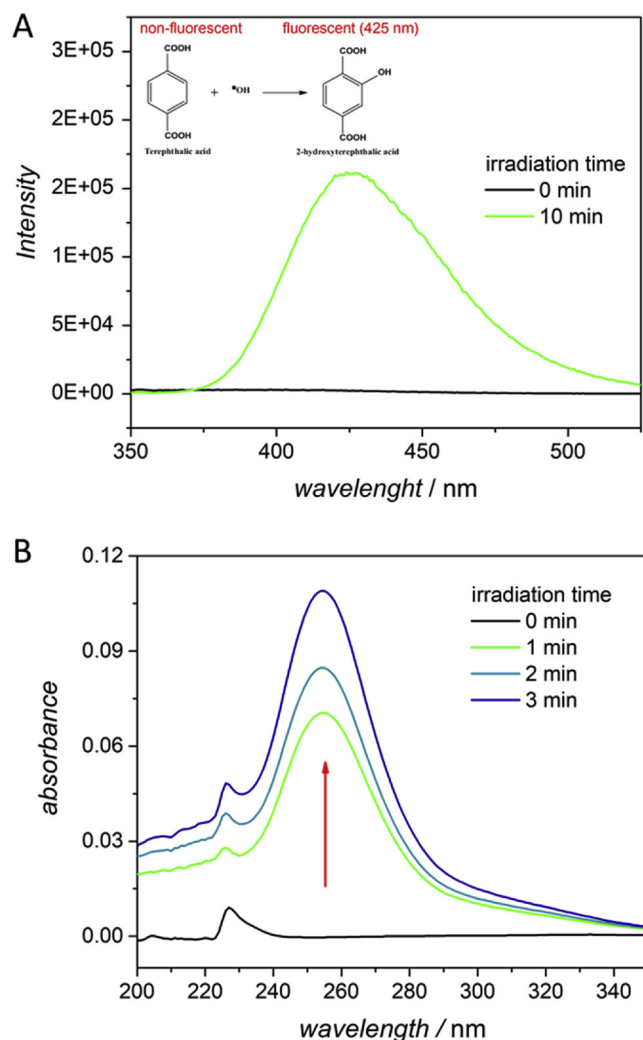 A
non-fluorescent
fluorescent (425 nm)
COOH
COOH
OH
+ •OH
COOH
COOH
Terephthalic acid
2-hydroxyterephthalic acid
irradiation time
0 min
10 min
3E+05
3E+05
2E+05
2E+05
1E+05
5E+04
0E+00
Intensity
350 400 450 500
wavelenght / nm
B
irradiation time
0 min
1 min
2 min
3 min
0.12
0.09
0.06
0.03
0.00
absorbance
200 220 240 260 280 300 320 340
wavelength / nm